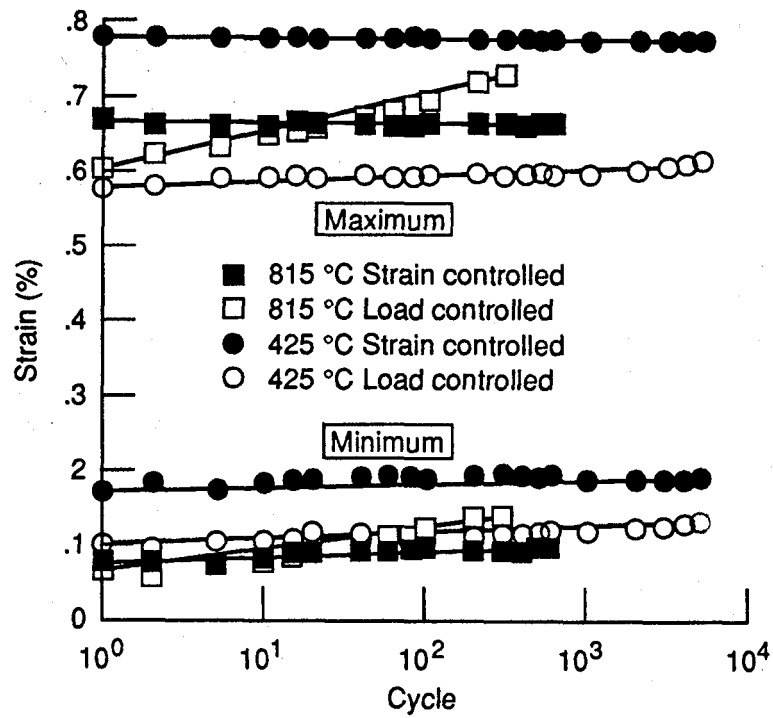 .8
.7
.6
.5
.4
.3
.2
.1
0
Strain (%)
Maximum
815 °C Strain controlled
815 °C Load controlled
425 °C Strain controlled
425 °C Load controlled
Minimum
10⁰ 10¹ 10² 10³ 10⁴
Cycle